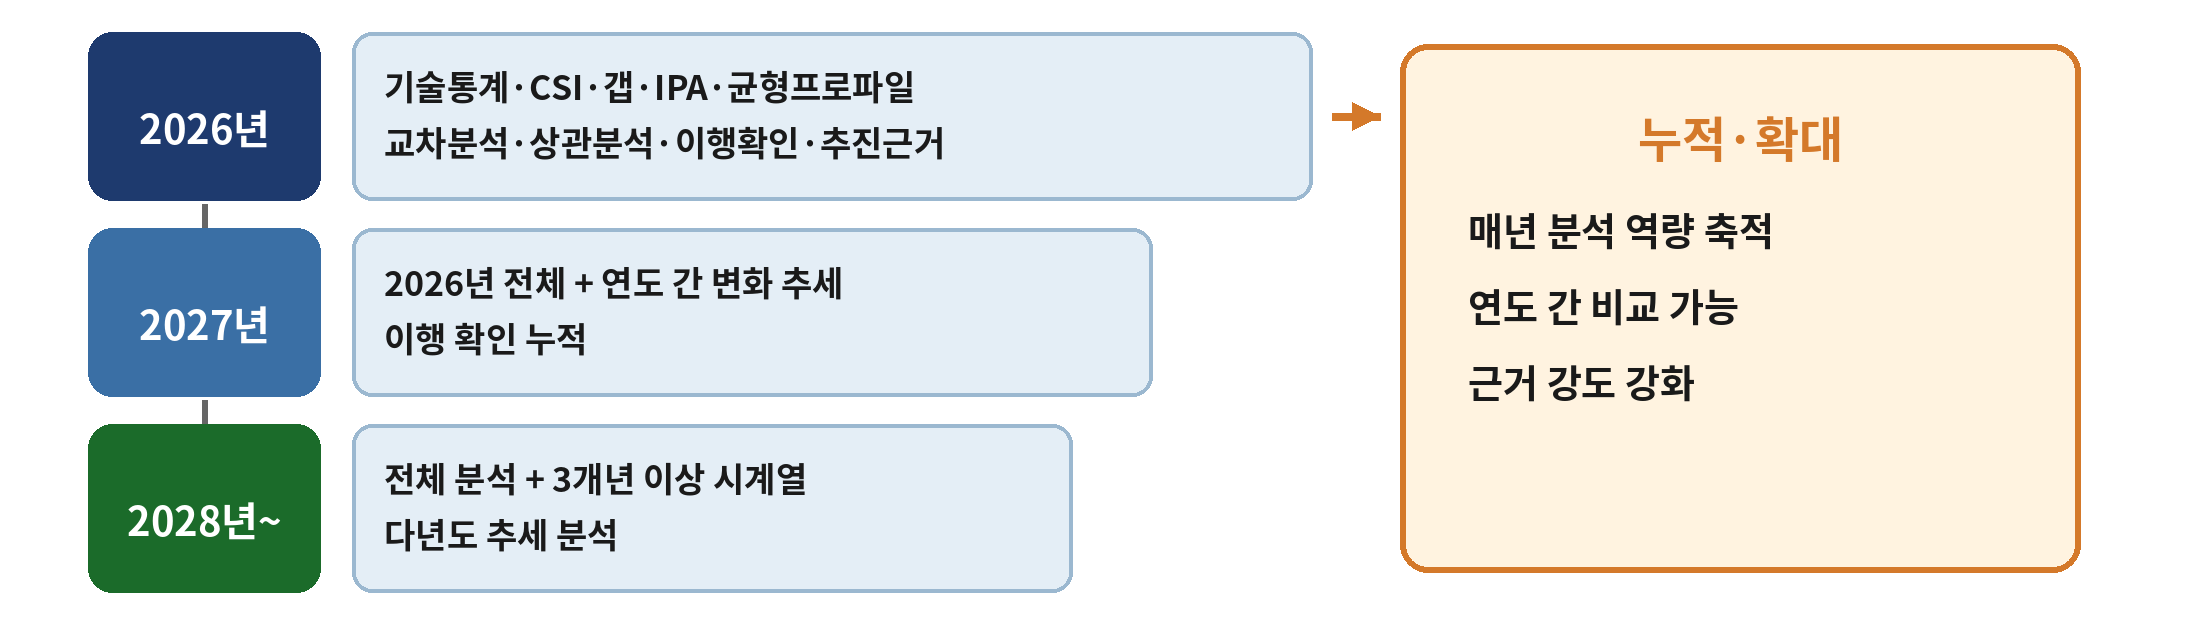 2026년
기술통계·CSI·갭·IPA·균형프로파일
교차분석·상관분석·이행확인·추진근거
2027년
2026년 전체 + 연도 간 변화 추세
이행 확인 누적
2028년~
전체 분석 + 3개년 이상 시계열
다년도 추세 분석
누적·확대
매년 분석 역량 축적
연도 간 비교 가능
근거 강도 강화